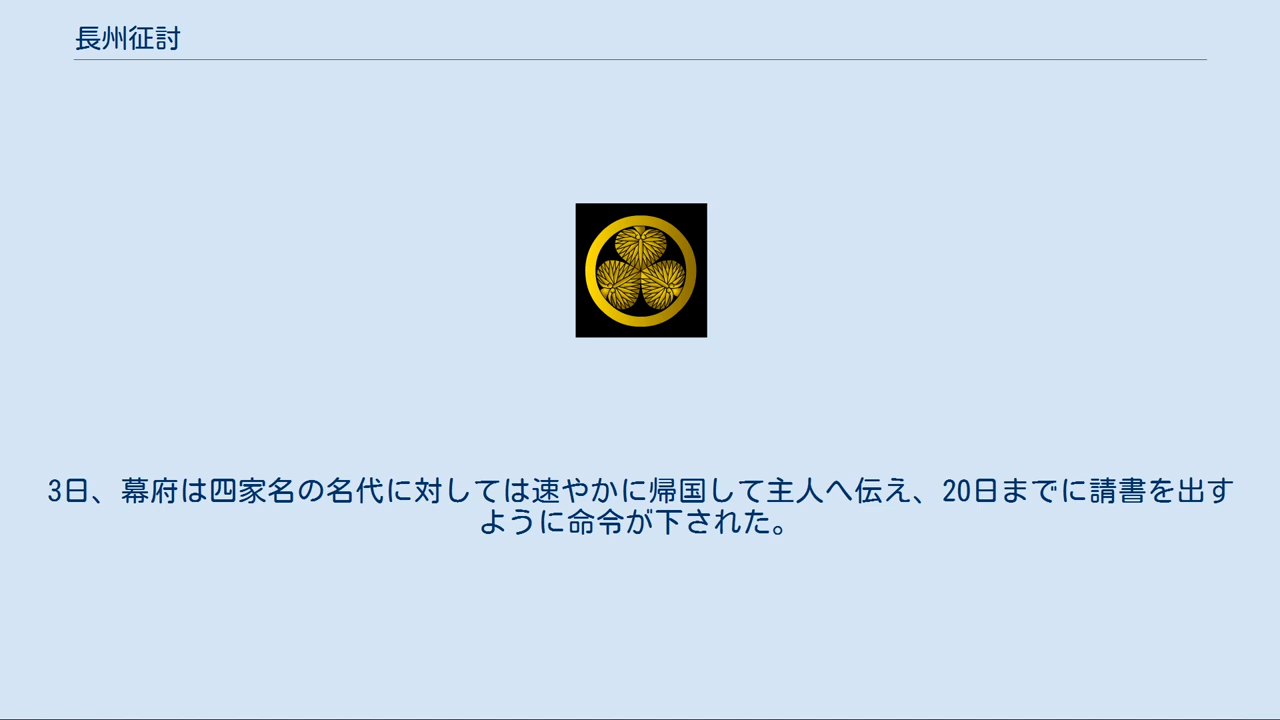 長州征討
3日、幕府は四家名の名代に対しては速やかに帰国して主人へ伝え、20日までに請書を出す
ように命令が下された。